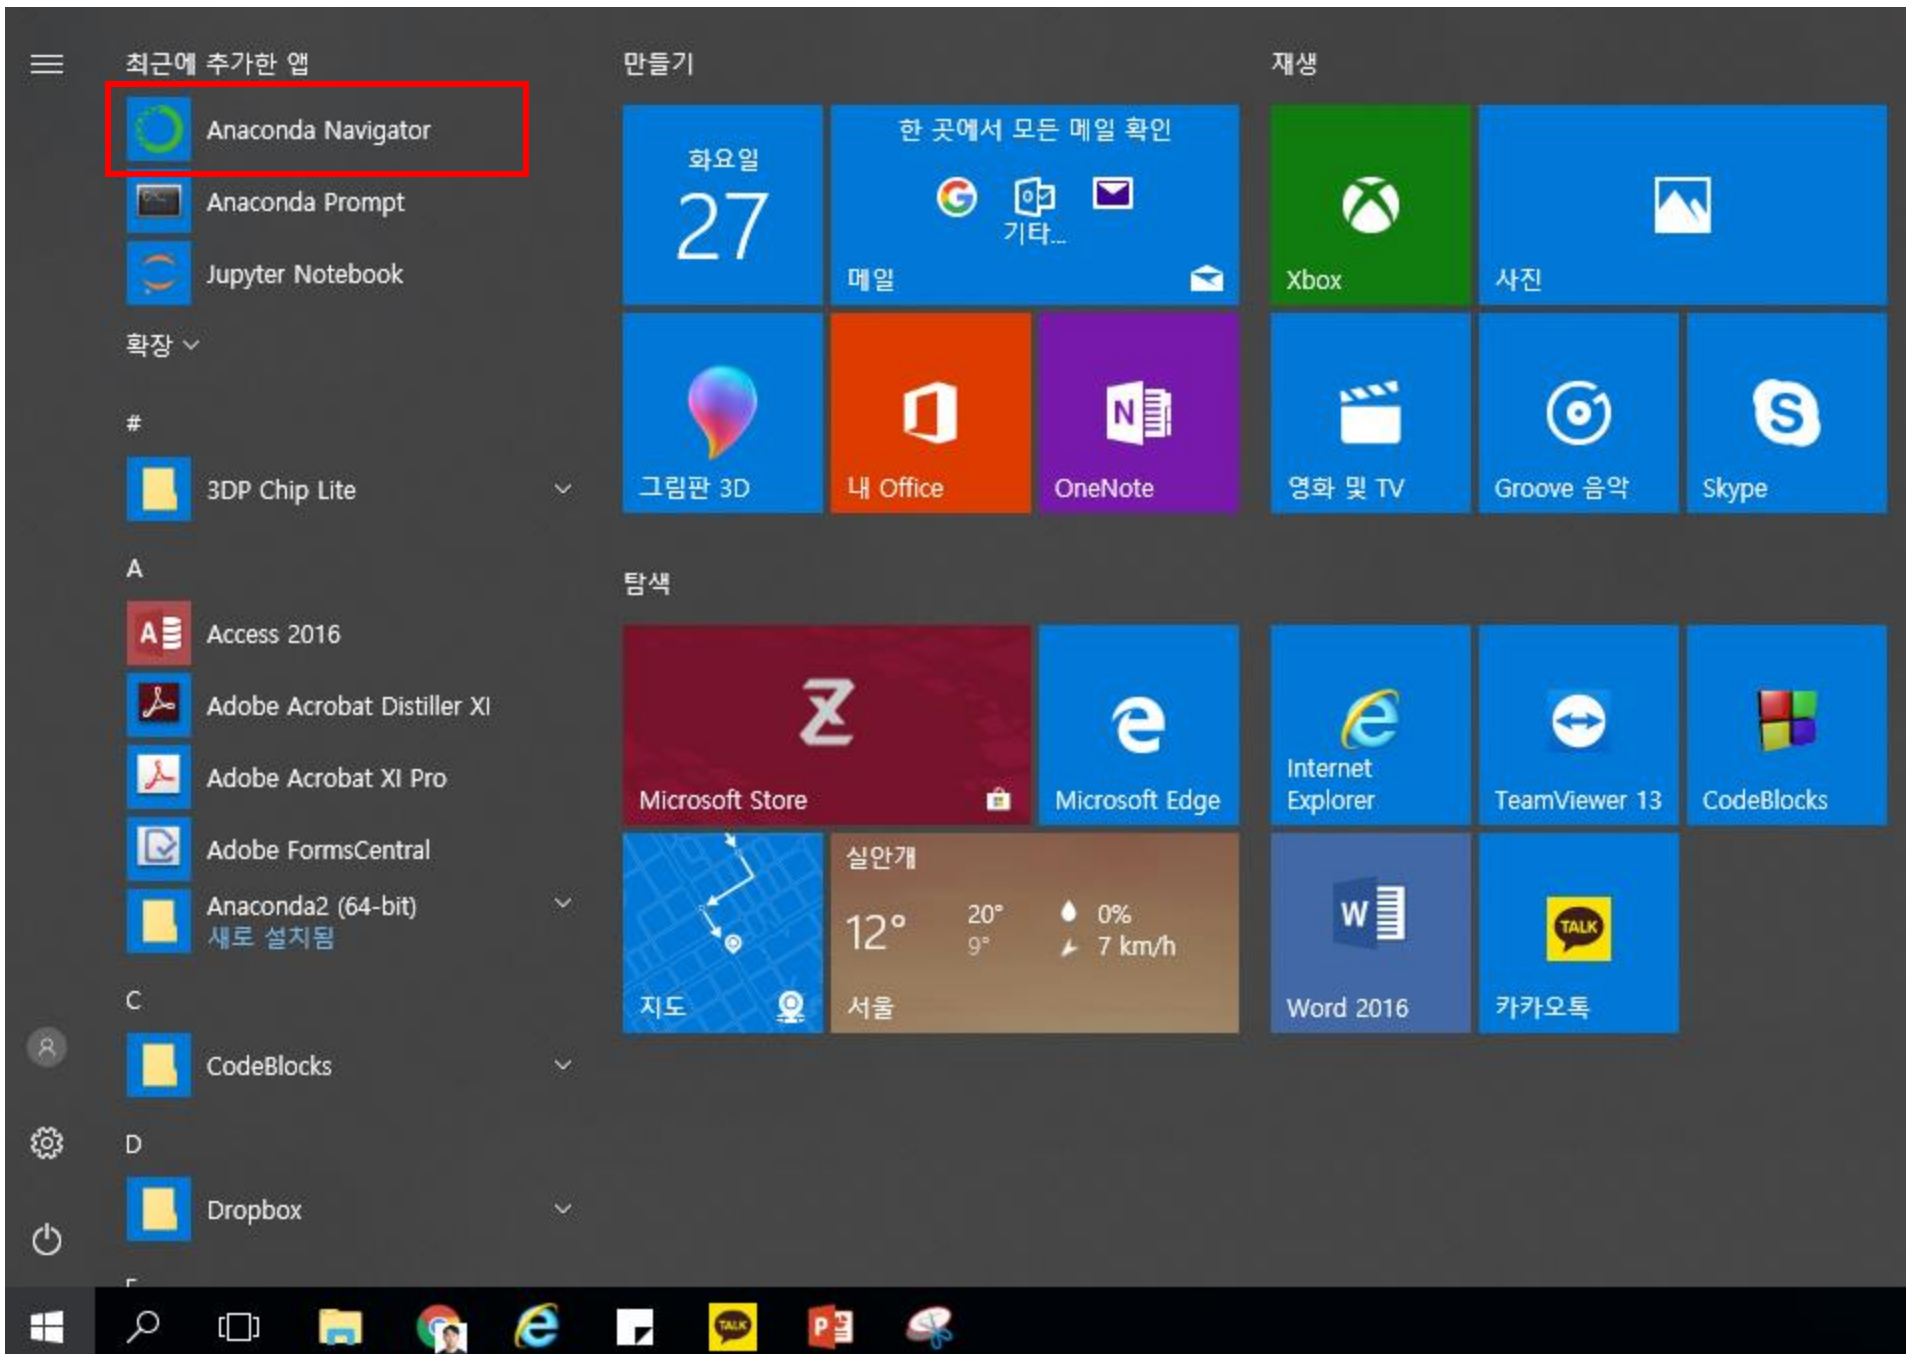 최근에 추가한 앱
Anaconda Navigator
Anaconda Prompt
Jupyter Notebook
확장
#
3DP Chip Lite
A
Access 2016
Adobe Acrobat Distiller XI
Adobe Acrobat XI Pro
Adobe FormsCentral
Anaconda2 (64-bit)
새로 설치됨
C
CodeBlocks
D
Dropbox
만들기
화요일
27
한 곳에서 모든 메일 확인
기타...
메일
그림판 3D
내 Office
OneNote
재생
Xbox
사진
영화 및 TV
Groove 음악
Skype
탐색
Microsoft Store
Microsoft Edge
지도
실안개
12°
20°
9°
0%
7 km/h
서울
Internet
Explorer
TeamViewer 13
CodeBlocks
Word 2016
TALK
카카오톡
TALK